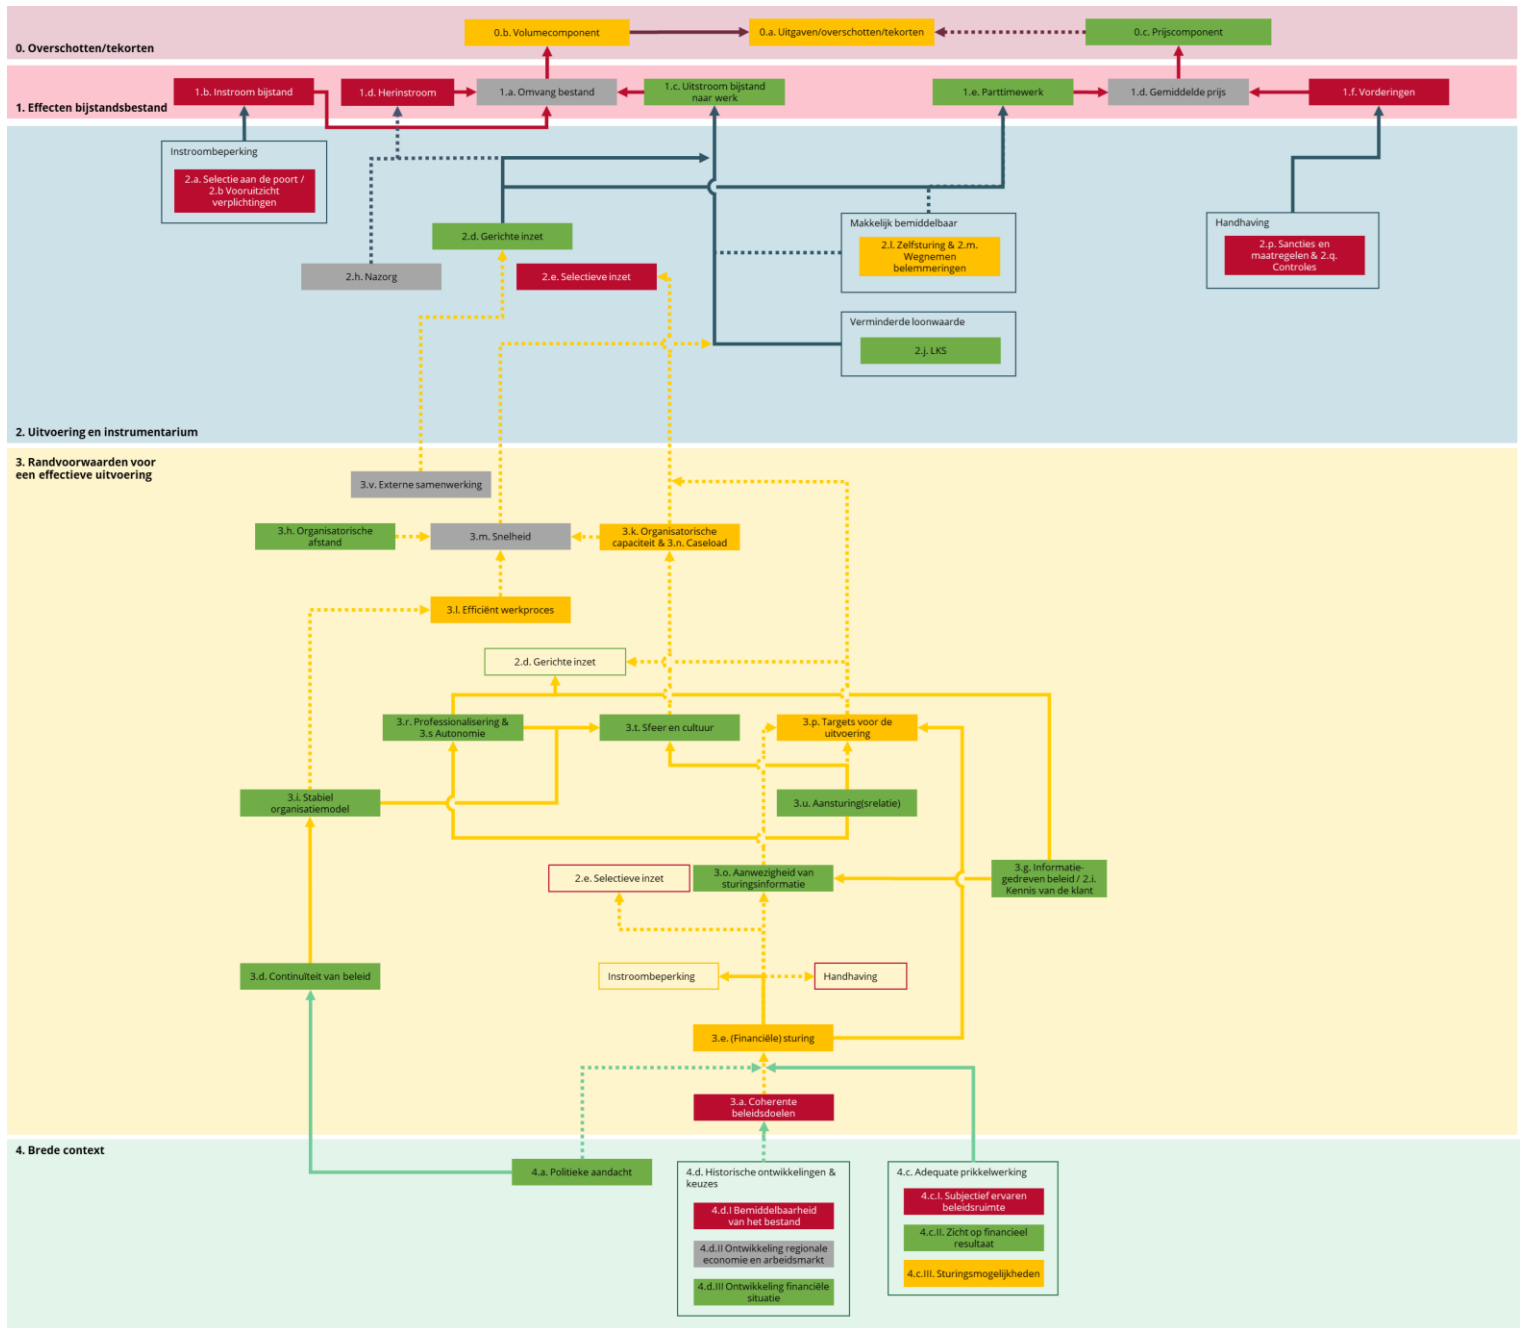 0. Overschotten/tekorten
0.b. Volumecomponent
0.a. Uitgaven/overschotten/tekorten
0.c. Prijscomponent
1. Effecten bijstandsbestand
1.b. Instroom bijstand
1.d. Herinstroom
1.a. Omvang bestand
1.c. Uitstroom bijstand
naar werk
1.e. Parttimewerk
1.d. Gemiddelde prijs
1.f. Vorderingen
Instroombeperking
2.a. Selectie aan de poort /
2.b Vooruitzicht
verplichtingen
2.d. Gerichte inzet
2.h. Nazorg
2.e. Selectieve inzet
Makkelijk bemiddelbaar
2.l. Zelfsturing & 2.m.
Wegnemen
belemmeringen
Handhaving
2.p. Sancties en
maatregelen & 2.q.
Controles
Verminderde loonwaarde
2.j. LKS
2. Uitvoering en instrumentarium
3. Randvoorwaarden voor
een effectieve uitvoering
3.v. Externe samenwerking
3.h. Organisatorische
afstand
3.m. Snelheid
3.k. Organisatorische
capaciteit & 3.n. Caseload
3.l. Efficiënt werkproces
2.d. Gerichte inzet
3.r. Professionalisering &
3.s Autonomie
3.t. Sfeer en cultuur
3.p. Targets voor de
uitvoering
3.i. Stabiel
organisatiemodel
3.u. Aansturing(srelatie)
2.e. Selectieve inzet
3.o. Aanwezigheid van
sturingsinformatie
3.g. Informatie-
gedreven beleid / 2.i.
Kennis van de klant
3.d. Continuïteit van beleid
Instroombeperking
Handhaving
3.e. (Financiële) sturing
3.a. Coherente
beleidsdoelen
4. Brede context
4.a. Politieke aandacht
4.d. Historische ontwikkelingen &
keuzes
4.d.I Bemiddelbaarheid
van het bestand
4.d.II Ontwikkeling regionale
economie en arbeidsmarkt
4.d.III Ontwikkeling financiële
situatie
4.c. Adequate prikkelwerking
4.c.I. Subjectief ervaren
beleidsruimte
4.c.II. Zicht op financieel
resultaat
4.c.III. Sturingsmogelijkheden